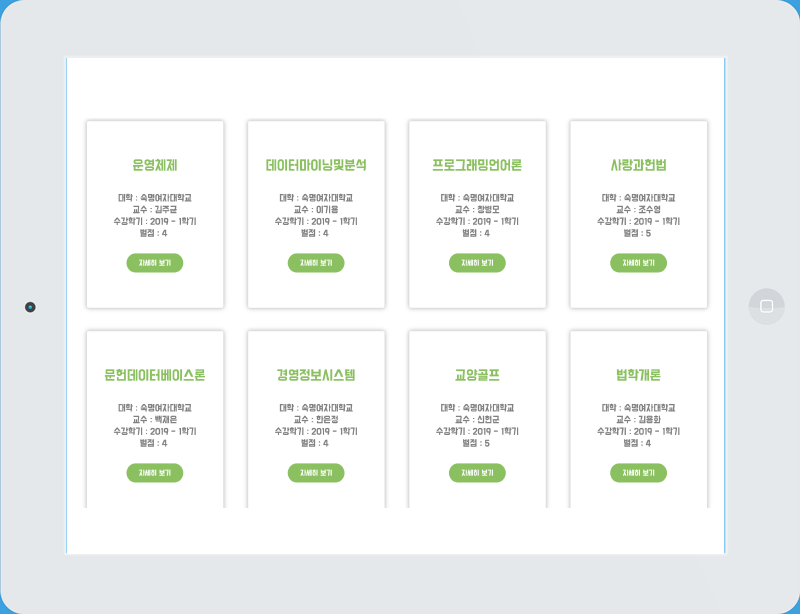 운영체제
대학 : 숙명여자대학교
교수 : 김주균
수강학기 : 2019 - 1학기
별점 : 4
자세히 보기
데이터마이닝및분석
대학 : 숙명여자대학교
교수 : 이기용
수강학기 : 2019 - 1학기
별점 : 4
자세히 보기
프로그래밍언어론
대학 : 숙명여자대학교
교수 : 창병모
수강학기 : 2019 - 1학기
별점 : 4
자세히 보기
사랑과헌법
대학 : 숙명여자대학교
교수 : 조수영
수강학기 : 2019 - 1학기
별점 : 5
자세히 보기
문헌데이터베이스론
대학 : 숙명여자대학교
교수 : 백재은
수강학기 : 2019 - 1학기
별점 : 4
자세히 보기
경영정보시스템
대학 : 숙명여자대학교
교수 : 한은정
수강학기 : 2019 - 1학기
별점 : 4
자세히 보기
교양골프
대학 : 숙명여자대학교
교수 : 신현군
수강학기 : 2019 - 1학기
별점 : 5
자세히 보기
법학개론
대학 : 숙명여자대학교
교수 : 김용화
수강학기 : 2019 - 1학기
별점 : 4
자세히 보기